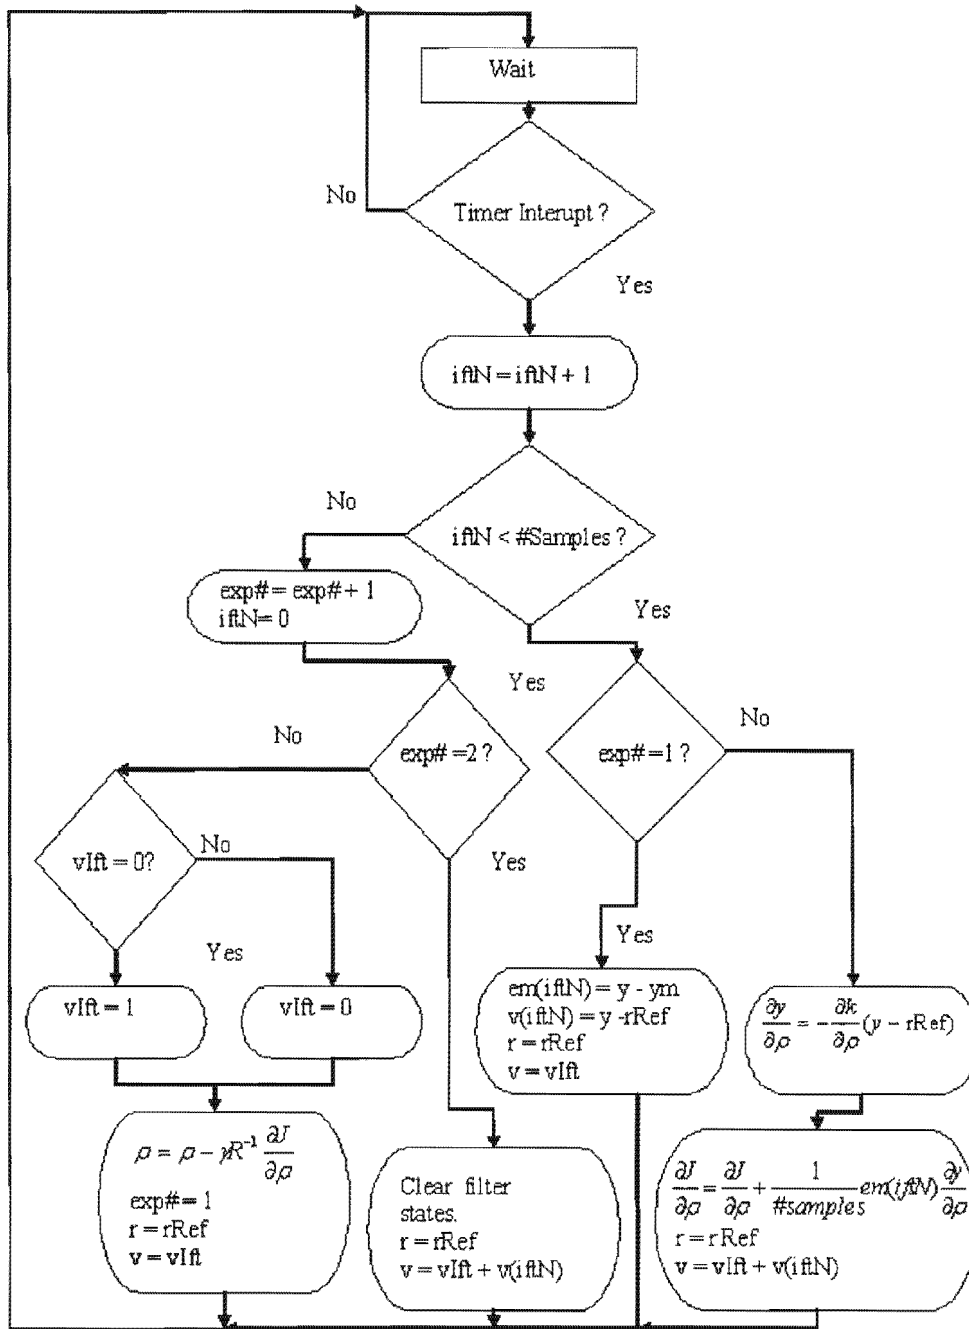 Wait
No
Timer Interupt ?
Yes
iftN = iftN + 1
No
iftN < #Samples ?
exp# = exp# + 1
iftN= 0
Yes
Yes
No
No
exp# =2 ?
exp# =1 ?
vIft = 0?
No
Yes
Yes
Yes
vIft = 1
vIft = 0
em(iftN) = y - ym
v(iftN) = y -rRef
r = rRef
v = vIft
∂y/∂ρ = -∂k/∂ρ (y - rRef)
ρ = ρ - γR⁻¹ ∂J/∂ρ
exp# = 1
r = rRef
v = vIft
Clear filter
states.
r = rRef
v = vIft + v(iftN)
∂J/∂ρ = ∂J/∂ρ + 1/#samples em(iftN) ∂y/∂ρ
r = rRef
v = vIft + v(iftN)